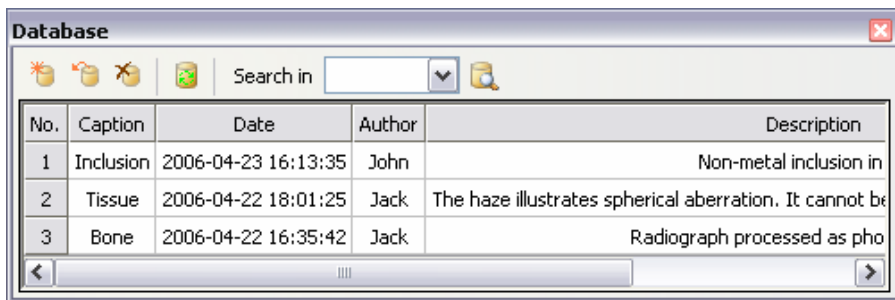 Database
Search in
No. Caption Date Author Description
1 Inclusion 2006-04-23 16:13:35 John Non-metal inclusion in
2 Tissue 2006-04-22 18:01:25 Jack The haze illustrates spherical aberration. It cannot be
3 Bone 2006-04-22 16:35:42 Jack Radiograph processed as pho